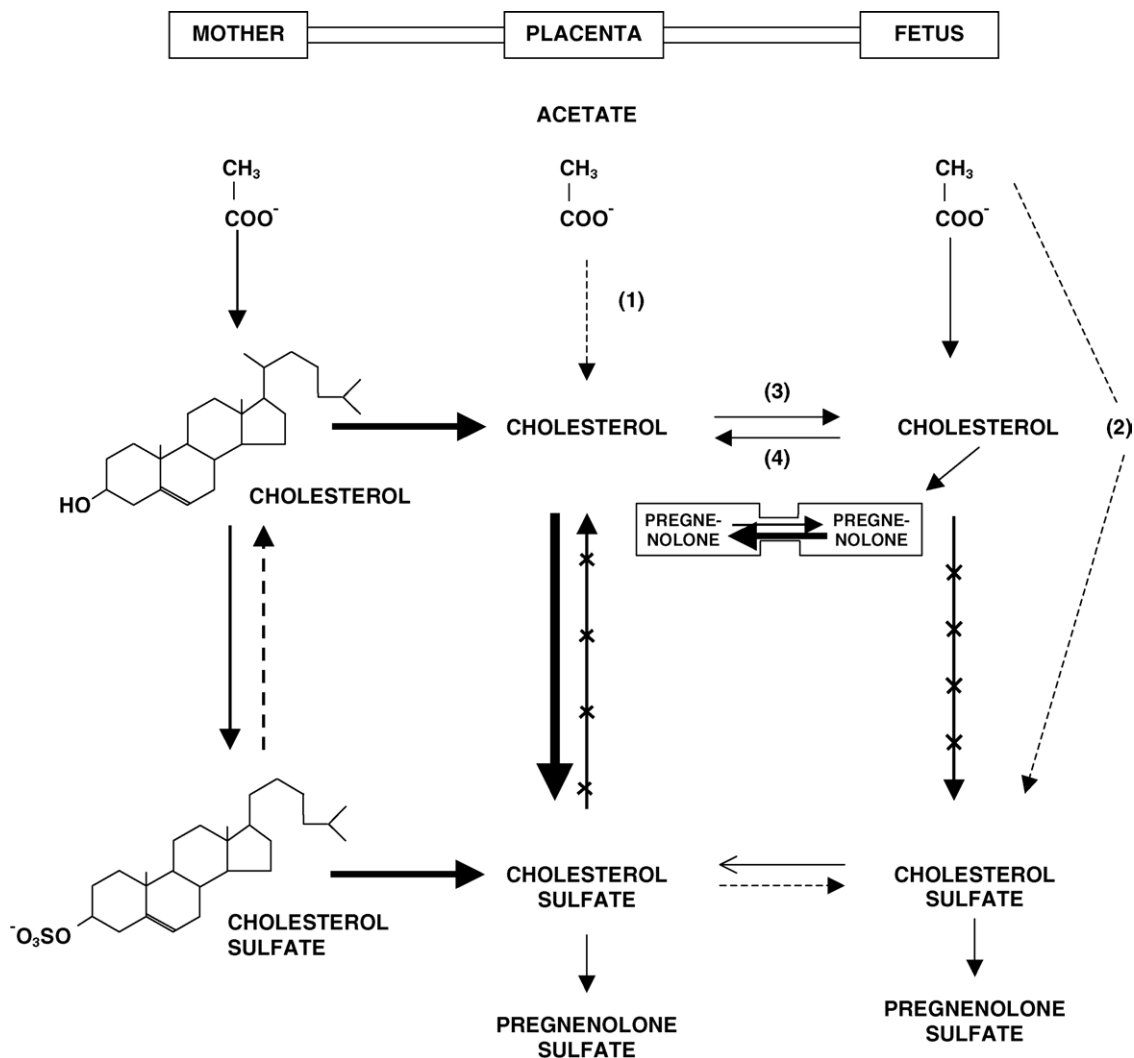 MOTHER
PLACENTA
FETUS
ACETATE
CH3
COO-
CH3
COO-
CH3
COO-
(1)
(3)
CHOLESTEROL
CHOLESTEROL
(2)
(4)
HO
CHOLESTEROL
PREGNE-
NOLONE
PREGNE-
NOLONE
-O3SO
CHOLESTEROL
SULFATE
CHOLESTEROL
SULFATE
CHOLESTEROL
SULFATE
PREGNENOLONE
SULFATE
PREGNENOLONE
SULFATE